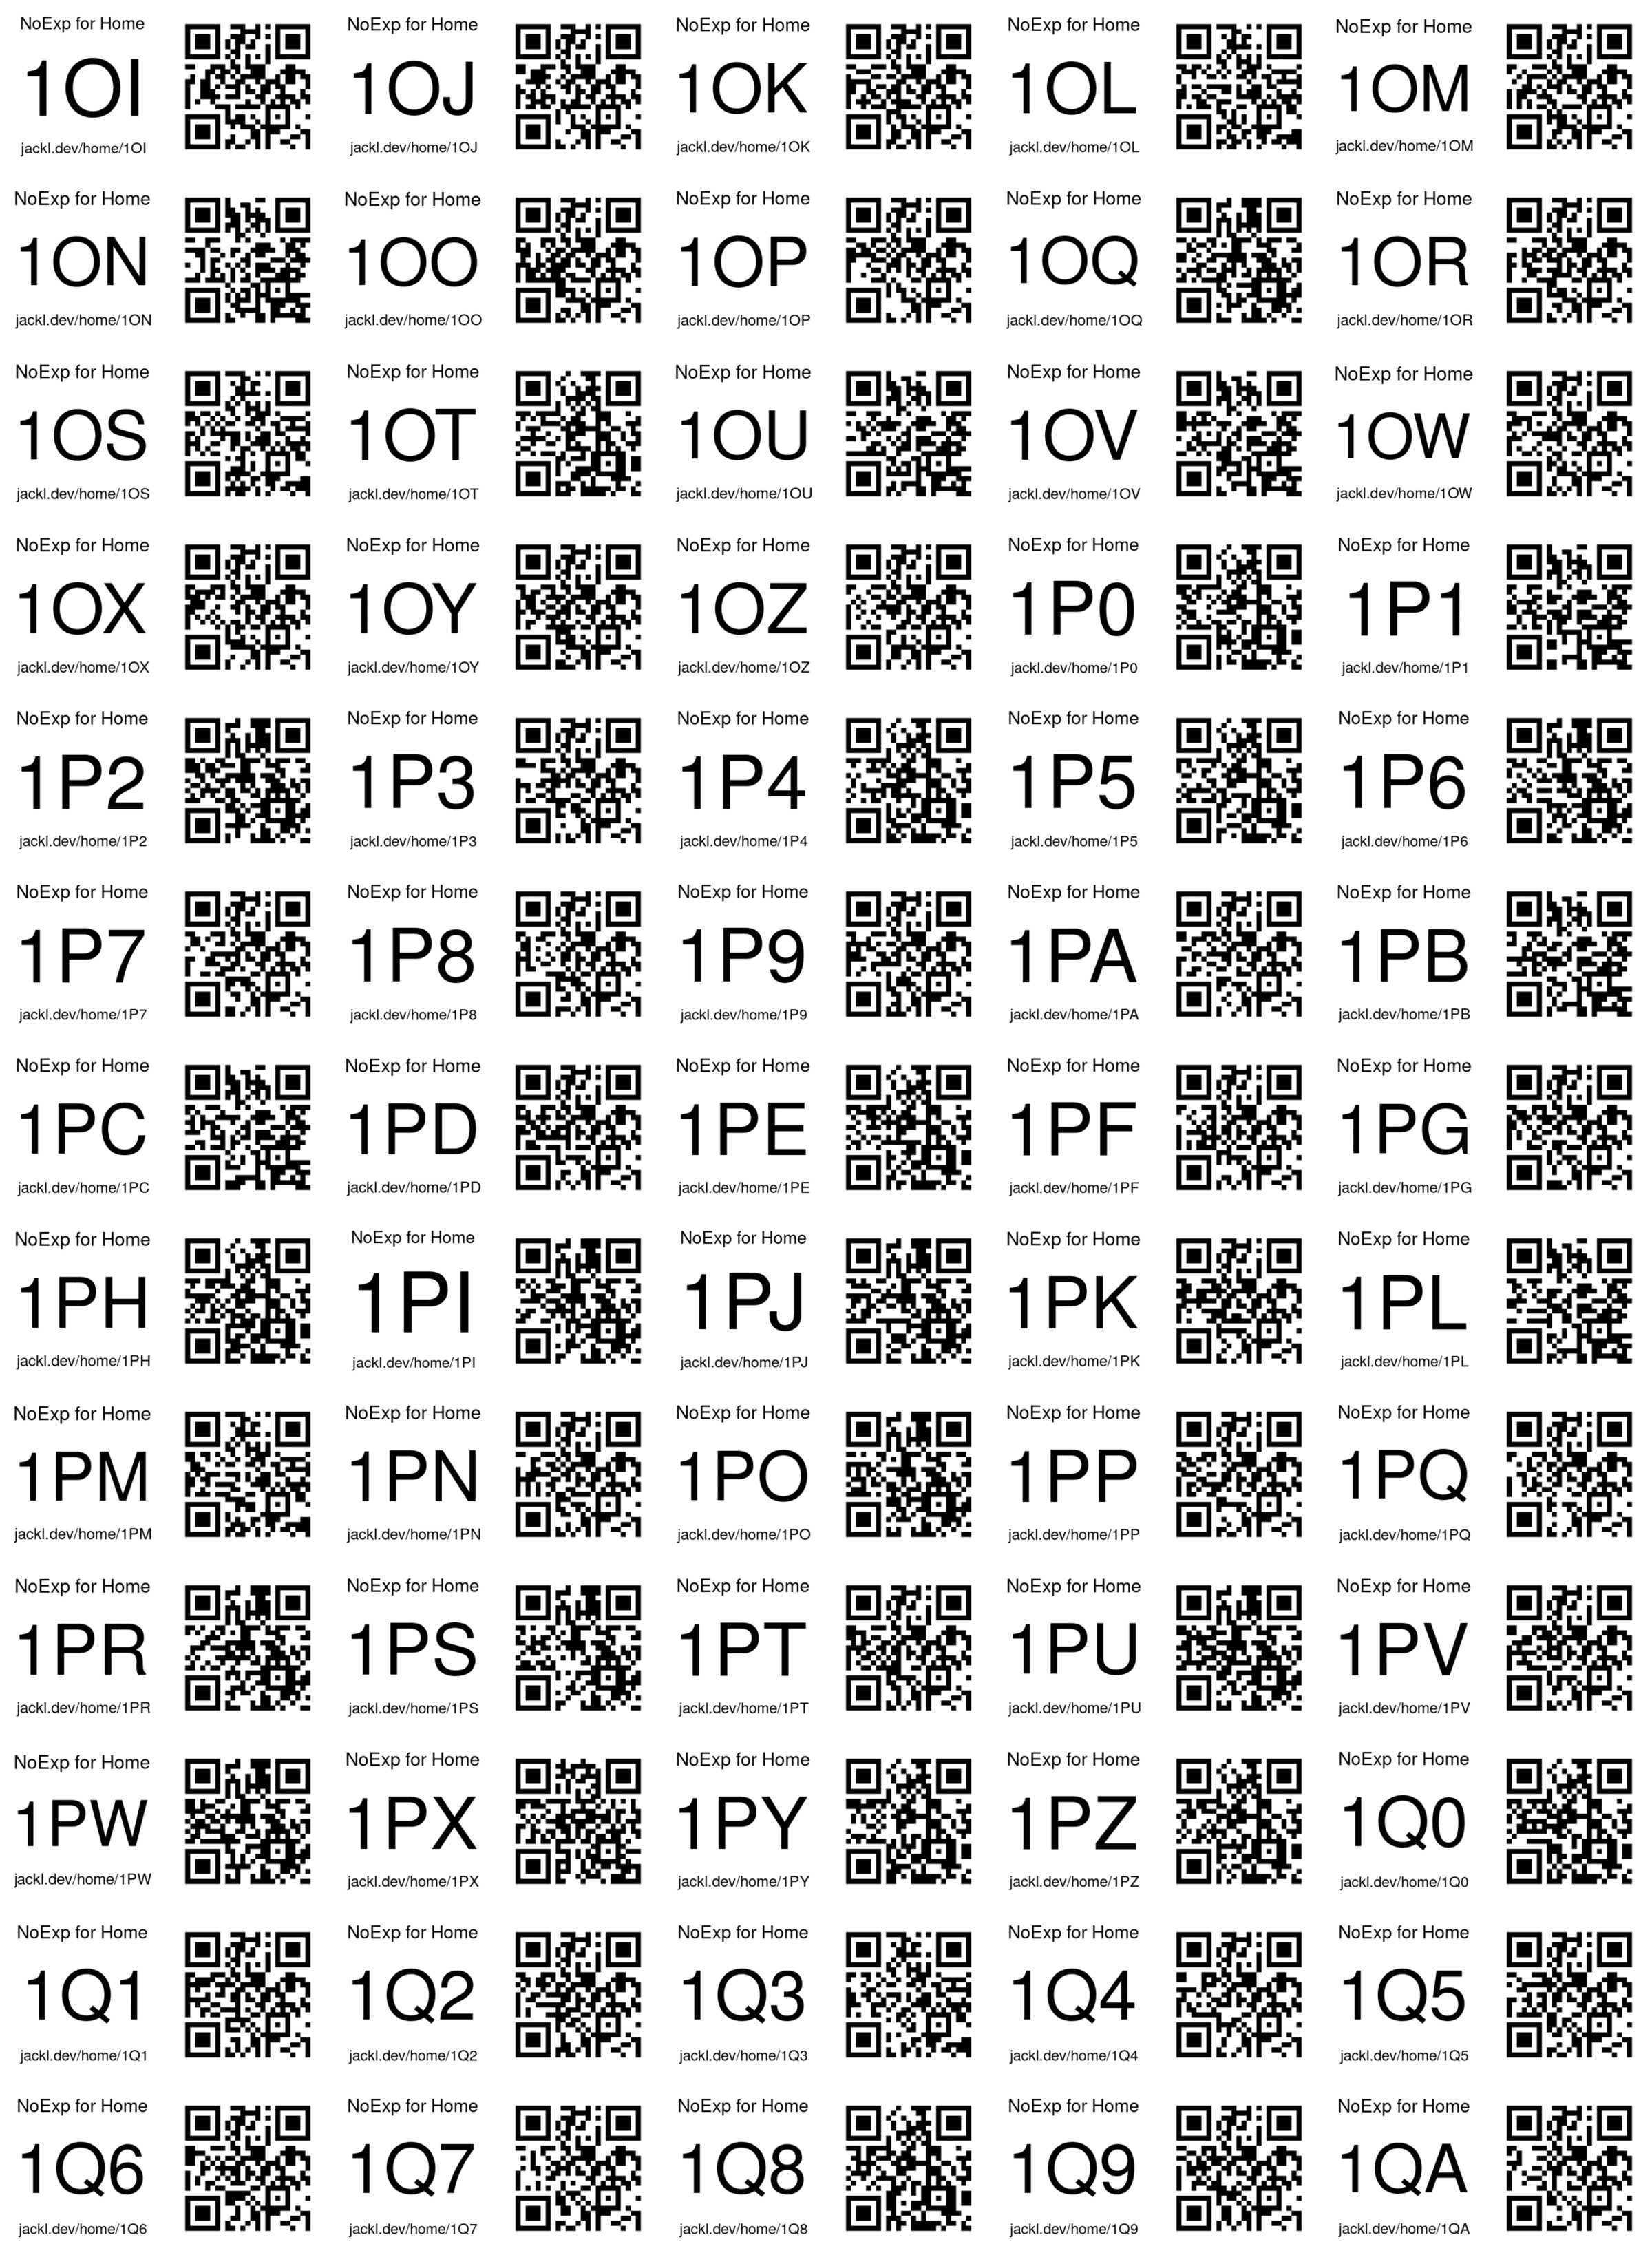 NoExp for Home NoExp for Home NoExp for Home NoExp for Home NoExp for Home
1OI 1OJ 1OK 1OL 1OM
jackl.dev/home/1OI jackl.dev/home/1OJ jackl.dev/home/1OK jackl.dev/home/1OL jackl.dev/home/1OM
NoExp for Home NoExp for Home NoExp for Home NoExp for Home NoExp for Home
1ON 1OO 1OP 1OQ 1OR
jackl.dev/home/1ON jackl.dev/home/1OO jackl.dev/home/1OP jackl.dev/home/1OQ jackl.dev/home/1OR
NoExp for Home NoExp for Home NoExp for Home NoExp for Home NoExp for Home
1OS 1OT 1OU 1OV 1OW
jackl.dev/home/1OS jackl.dev/home/1OT jackl.dev/home/1OU jackl.dev/home/1OV jackl.dev/home/1OW
NoExp for Home NoExp for Home NoExp for Home NoExp for Home NoExp for Home
1OX 1OY 1OZ 1P0 1P1
jackl.dev/home/1OX jackl.dev/home/1OY jackl.dev/home/1OZ jackl.dev/home/1P0 jackl.dev/home/1P1
NoExp for Home NoExp for Home NoExp for Home NoExp for Home NoExp for Home
1P2 1P3 1P4 1P5 1P6
jackl.dev/home/1P2 jackl.dev/home/1P3 jackl.dev/home/1P4 jackl.dev/home/1P5 jackl.dev/home/1P6
NoExp for Home NoExp for Home NoExp for Home NoExp for Home NoExp for Home
1P7 1P8 1P9 1PA 1PB
jackl.dev/home/1P7 jackl.dev/home/1P8 jackl.dev/home/1P9 jackl.dev/home/1PA jackl.dev/home/1PB
NoExp for Home NoExp for Home NoExp for Home NoExp for Home NoExp for Home
1PC 1PD 1PE 1PF 1PG
jackl.dev/home/1PC jackl.dev/home/1PD jackl.dev/home/1PE jackl.dev/home/1PF jackl.dev/home/1PG
NoExp for Home NoExp for Home NoExp for Home NoExp for Home NoExp for Home
1PH 1PI 1PJ 1PK 1PL
jackl.dev/home/1PH jackl.dev/home/1PI jackl.dev/home/1PJ jackl.dev/home/1PK jackl.dev/home/1PL
NoExp for Home NoExp for Home NoExp for Home NoExp for Home NoExp for Home
1PM 1PN 1PO 1PP 1PQ
jackl.dev/home/1PM jackl.dev/home/1PN jackl.dev/home/1PO jackl.dev/home/1PP jackl.dev/home/1PQ
NoExp for Home NoExp for Home NoExp for Home NoExp for Home NoExp for Home
1PR 1PS 1PT 1PU 1PV
jackl.dev/home/1PR jackl.dev/home/1PS jackl.dev/home/1PT jackl.dev/home/1PU jackl.dev/home/1PV
NoExp for Home NoExp for Home NoExp for Home NoExp for Home NoExp for Home
1PW 1PX 1PY 1PZ 1Q0
jackl.dev/home/1PW jackl.dev/home/1PX jackl.dev/home/1PY jackl.dev/home/1PZ jackl.dev/home/1Q0
NoExp for Home NoExp for Home NoExp for Home NoExp for Home NoExp for Home
1Q1 1Q2 1Q3 1Q4 1Q5
jackl.dev/home/1Q1 jackl.dev/home/1Q2 jackl.dev/home/1Q3 jackl.dev/home/1Q4 jackl.dev/home/1Q5
NoExp for Home NoExp for Home NoExp for Home NoExp for Home NoExp for Home
1Q6 1Q7 1Q8 1Q9 1QA
jackl.dev/home/1Q6 jackl.dev/home/1Q7 jackl.dev/home/1Q8 jackl.dev/home/1Q9 jackl.dev/home/1QA